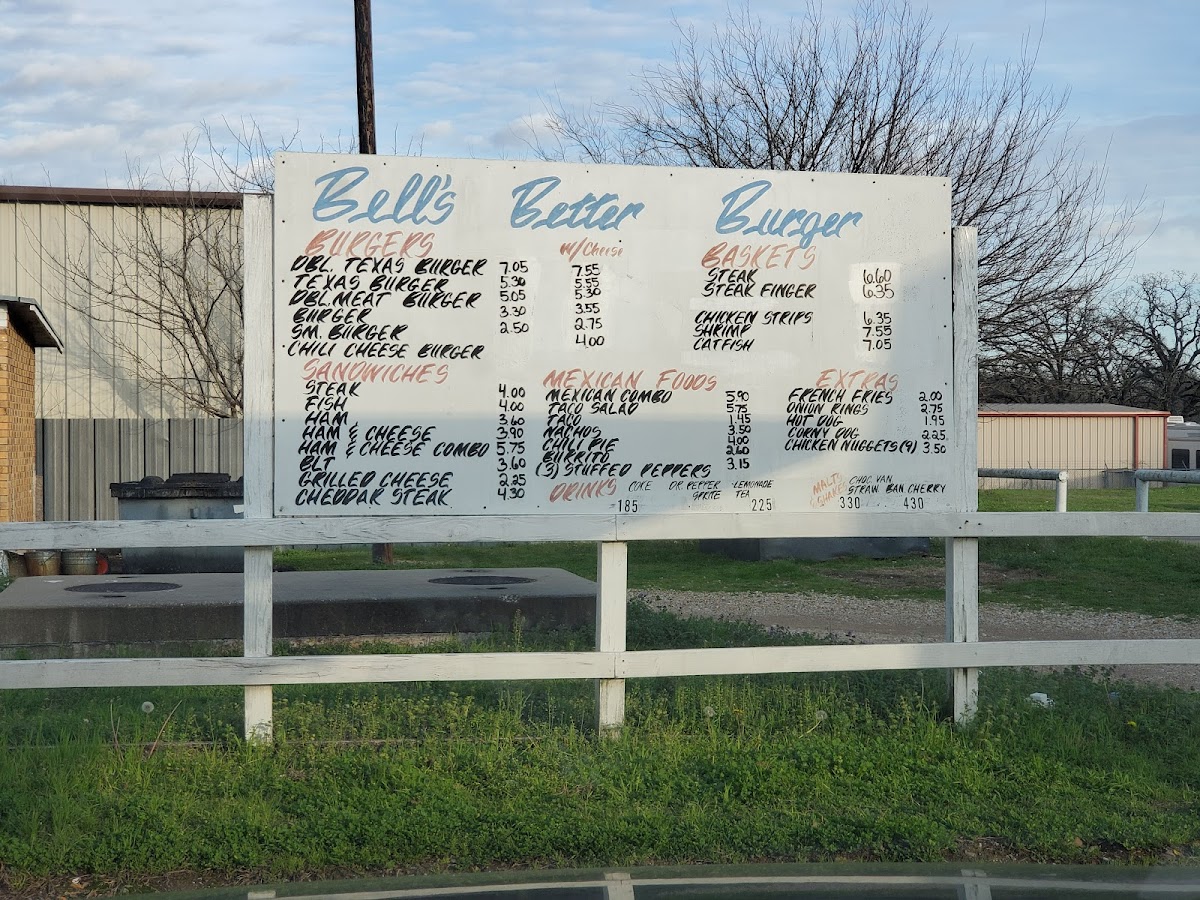 Bell's Better Burger
BURGERS w/Cheese
DBL. TEXAS BURGER 7.05 7.55
TEXAS BURGER 5.30 5.55
DBL. MEAT BURGER 5.05 5.30
BURGER 3.30 3.55
SM. BURGER 2.50 2.75
CHILI CHEESE BURGER 4.00
BASKETS
STEAK 6.60
STEAK FINGER 6.35
CHICKEN STRIPS 6.35
SHRIMP 7.55
CATFISH 7.05
SANDWICHES
STEAK 4.00
FISH 4.00
HAM 3.60
HAM & CHEESE 3.90
HAM & CHEESE COMBO 5.75
BLT 3.60
GRILLED CHEESE 2.25
CHEDDAR STEAK 4.30
MEXICAN FOODS
MEXICAN COMBO 5.90
TACO SALAD 5.75
TACO 1.45
NACHOS 3.50
CHILI PIE 4.00
BURRITO 2.60
(3) STUFFED PEPPERS 3.15
EXTRAS
FRENCH FRIES 2.00
ONION RINGS 2.75
HOT DOG 1.95
CORNY DOG 2.25
CHICKEN NUGGETS (9) 3.50
DRINKS COKE DR. PEPPER LEMONADE
SPRITE TEA
185 225
MALTS CHOC. VAN.
SHAKES STRAW. BAN. CHERRY
330 430